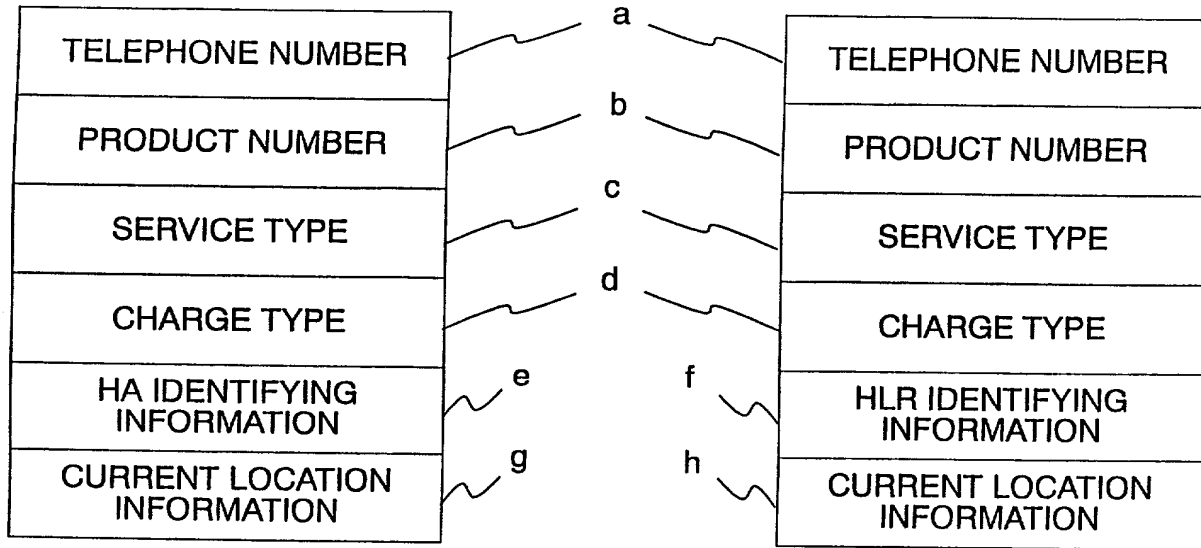 TELEPHONE NUMBER
PRODUCT NUMBER
SERVICE TYPE
CHARGE TYPE
HA IDENTIFYING
INFORMATION
CURRENT LOCATION
INFORMATION
a
b
c
d
e
f
g
h
TELEPHONE NUMBER
PRODUCT NUMBER
SERVICE TYPE
CHARGE TYPE
HLR IDENTIFYING
INFORMATION
CURRENT LOCATION
INFORMATION